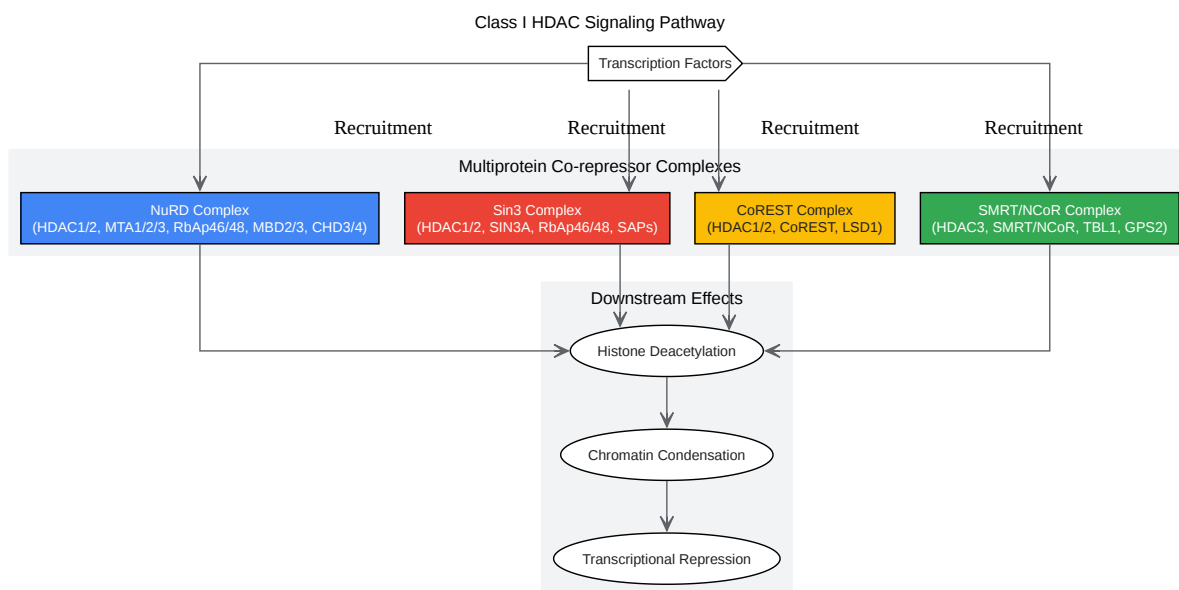 Class I HDAC Signaling Pathway
Transcription Factors
Recruitment
Recruitment
Recruitment
Recruitment
Multiprotein Co-repressor Complexes
NuRD Complex
(HDAC1/2, MTA1/2/3, RbAp46/48, MBD2/3, CHD3/4)
Sin3 Complex
(HDAC1/2, SIN3A, RbAp46/48, SAPs)
CoREST Complex
(HDAC1/2, CoREST, LSD1)
SMRT/NCoR Complex
(HDAC3, SMRT/NCoR, TBL1, GPS2)
Downstream Effects
Histone Deacetylation
Chromatin Condensation
Transcriptional Repression